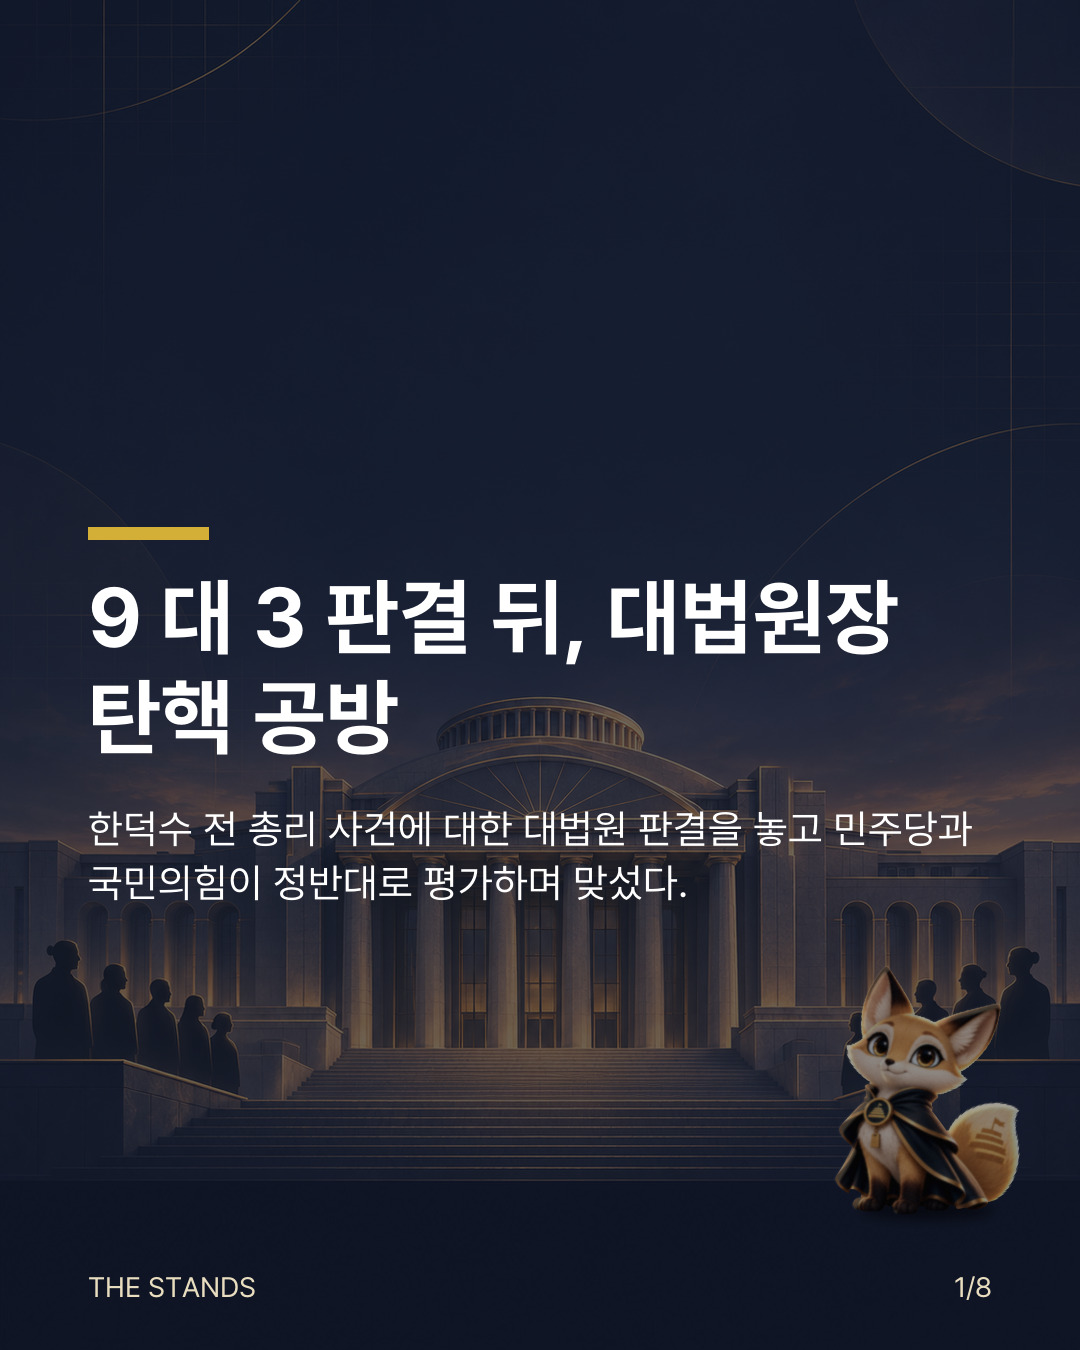 9 대 3 판결 뒤, 대법원장
탄핵 공방
한덕수 전 총리 사건에 대한 대법원 판결을 놓고 민주당과
국민의힘이 정반대로 평가하며 맞섰다.
THE STANDS
1/8